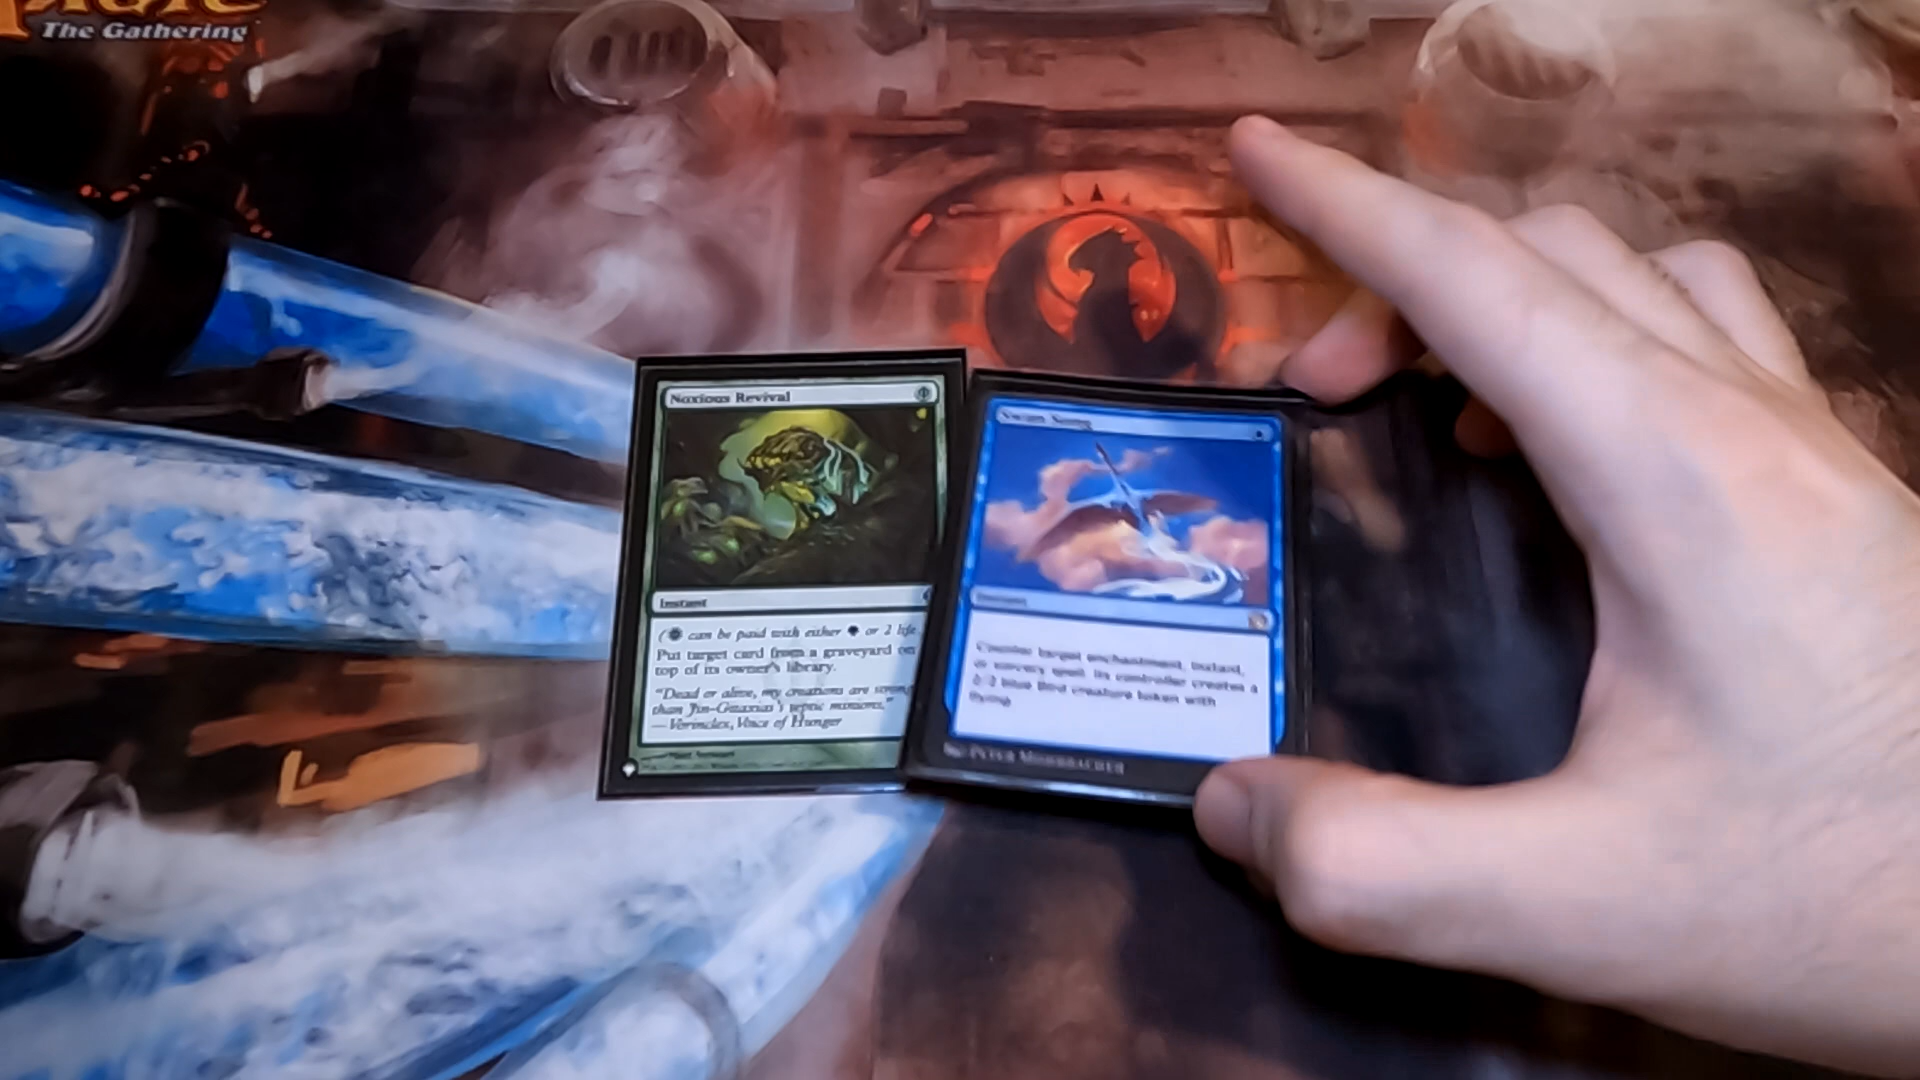 The Gathering
Noxious Revival
Instant
( can be paid with either or 2 life.
Put target card from a graveyard on
top of its owner's library.
"Dead or alive, my creations are strong
than Jin-Gitaxias's septic minions."
—Vorinclex, Voice of Hunger
Swan Song
Instant
Counter target enchantment, instant,
or sorcery spell. Its controller creates a
2/2 blue Bird creature token with
flying.
Peter Mohrbacher